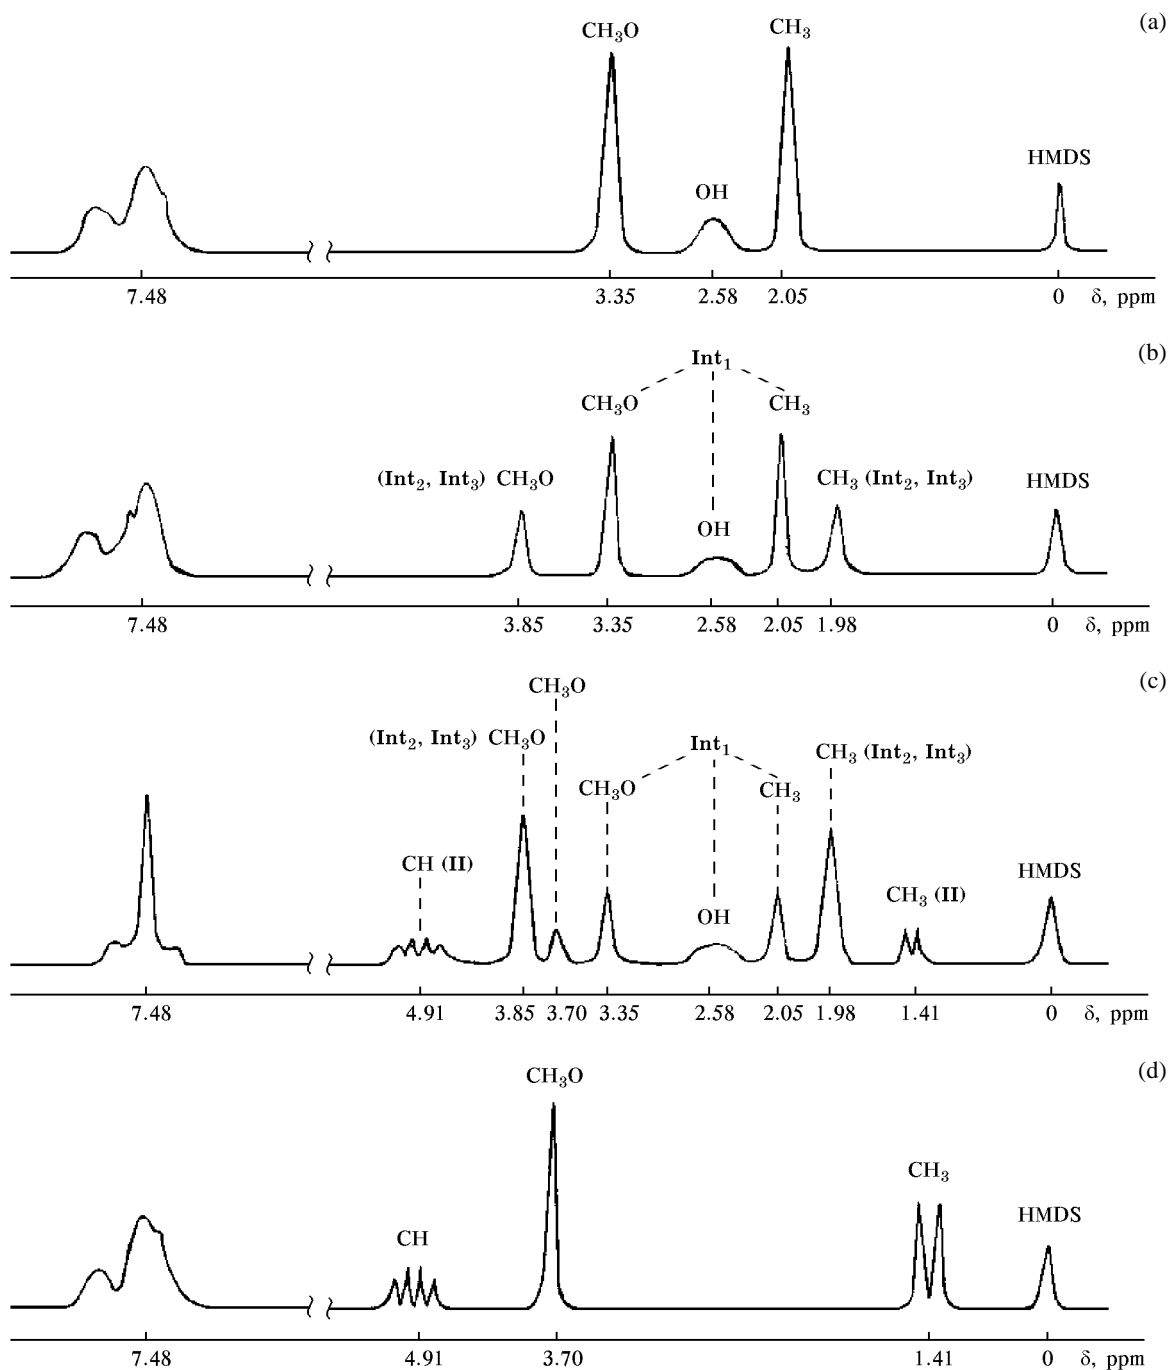 (a)
CH₃O
CH₃
OH
HMDS
7.48 3.35 2.58 2.05 0 δ, ppm
(b)
Int₁
CH₃O CH₃
(Int₂, Int₃) CH₃O CH₃ (Int₂, Int₃) HMDS
OH
7.48 3.85 3.35 2.58 2.05 1.98 0 δ, ppm
(c)
CH₃O
(Int₂, Int₃) CH₃O Int₁ CH₃ (Int₂, Int₃)
CH₃O CH₃
CH (II) HMDS
OH CH₃ (II)
7.48 4.91 3.85 3.70 3.35 2.58 2.05 1.98 1.41 0 δ, ppm
(d)
CH₃O
CH₃
CH HMDS
7.48 4.91 3.70 1.41 0 δ, ppm